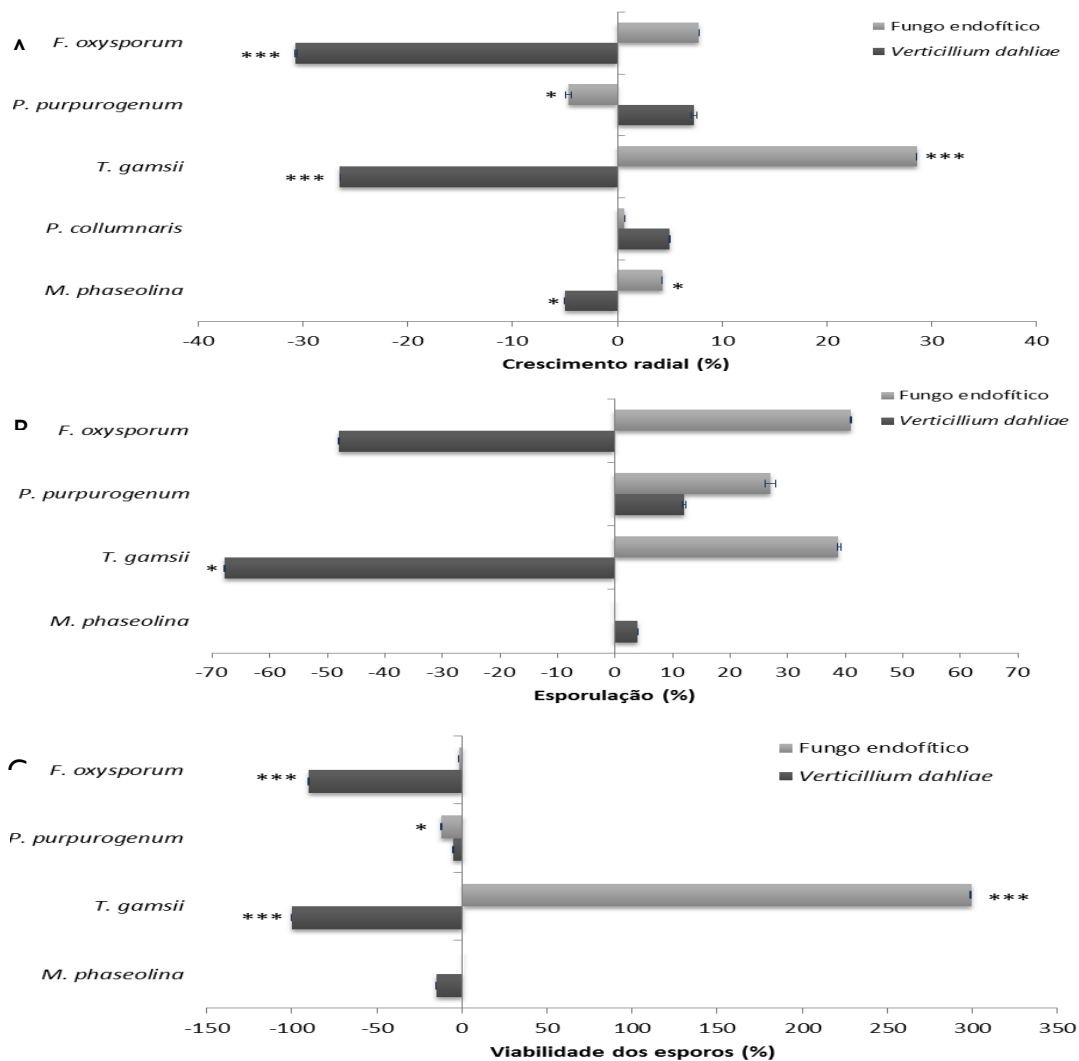 A
Fungo endofítico
Verticillium dahliae
F. oxysporum
***
P. purpurogenum
*
T. gamsii
***
***
P. collumnaris
M. phaseolina
*
*
-40 -30 -20 -10 0 10 20 30 40
Crescimento radial (%)
B
Fungo endofítico
Verticillium dahliae
F. oxysporum
P. purpurogenum
T. gamsii
*
M. phaseolina
-70 -60 -50 -40 -30 -20 -10 0 10 20 30 40 50 60 70
Esporulação (%)
C
Fungo endofítico
Verticillium dahliae
F. oxysporum
***
P. purpurogenum
*
T. gamsii
***
***
M. phaseolina
-150 -100 -50 0 50 100 150 200 250 300 350
Viabilidade dos esporos (%)